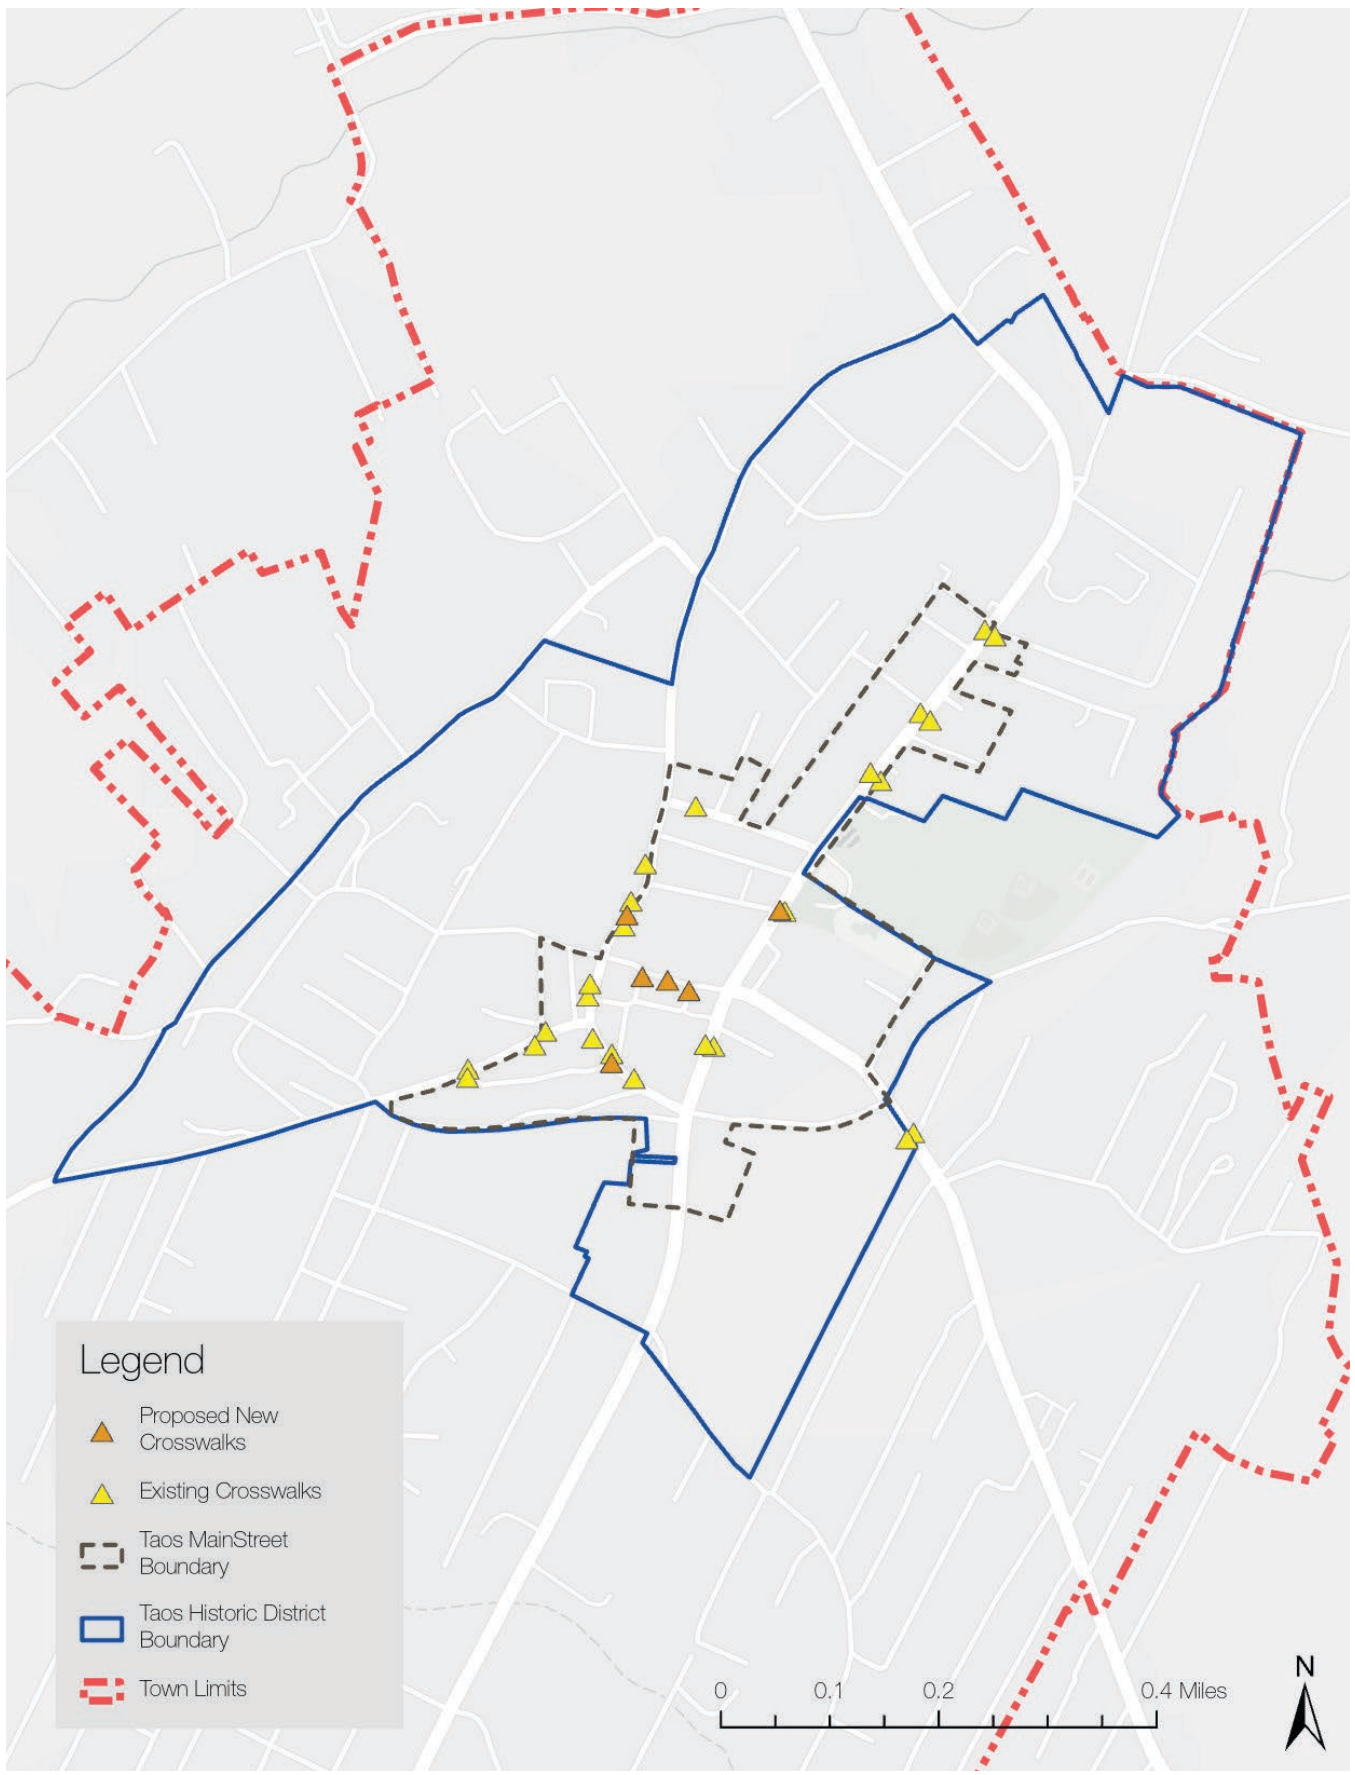 Legend
Proposed New
Crosswalks
Existing Crosswalks
Taos MainStreet
Boundary
Taos Historic District
Boundary
Town Limits
0 0.1 0.2 0.4 Miles
N